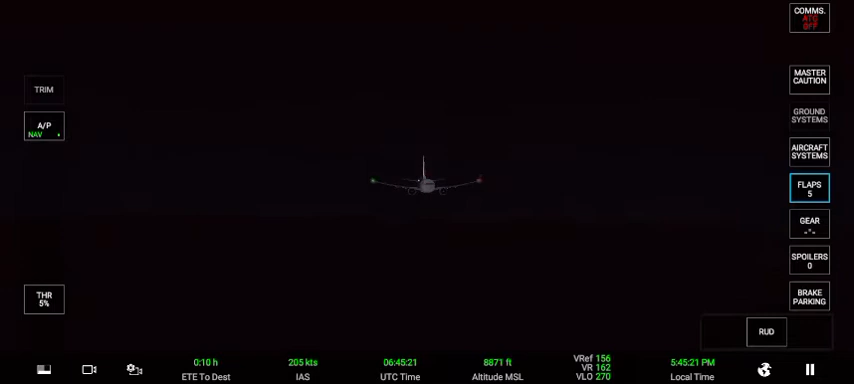 COMMS.
ATC
OFF
TRIM
MASTER
CAUTION
A/P
NAV
GROUND
SYSTEMS
AIRCRAFT
SYSTEMS
FLAPS
5
GEAR
SPOILERS
0
THR
5%
BRAKE
PARKING
RUD
0:10 h
ETE To Dest
205 kts
IAS
06:45:21
UTC Time
8871 ft
Altitude MSL
VRef 156
VR 162
VLO 270
5:45:21 PM
Local Time